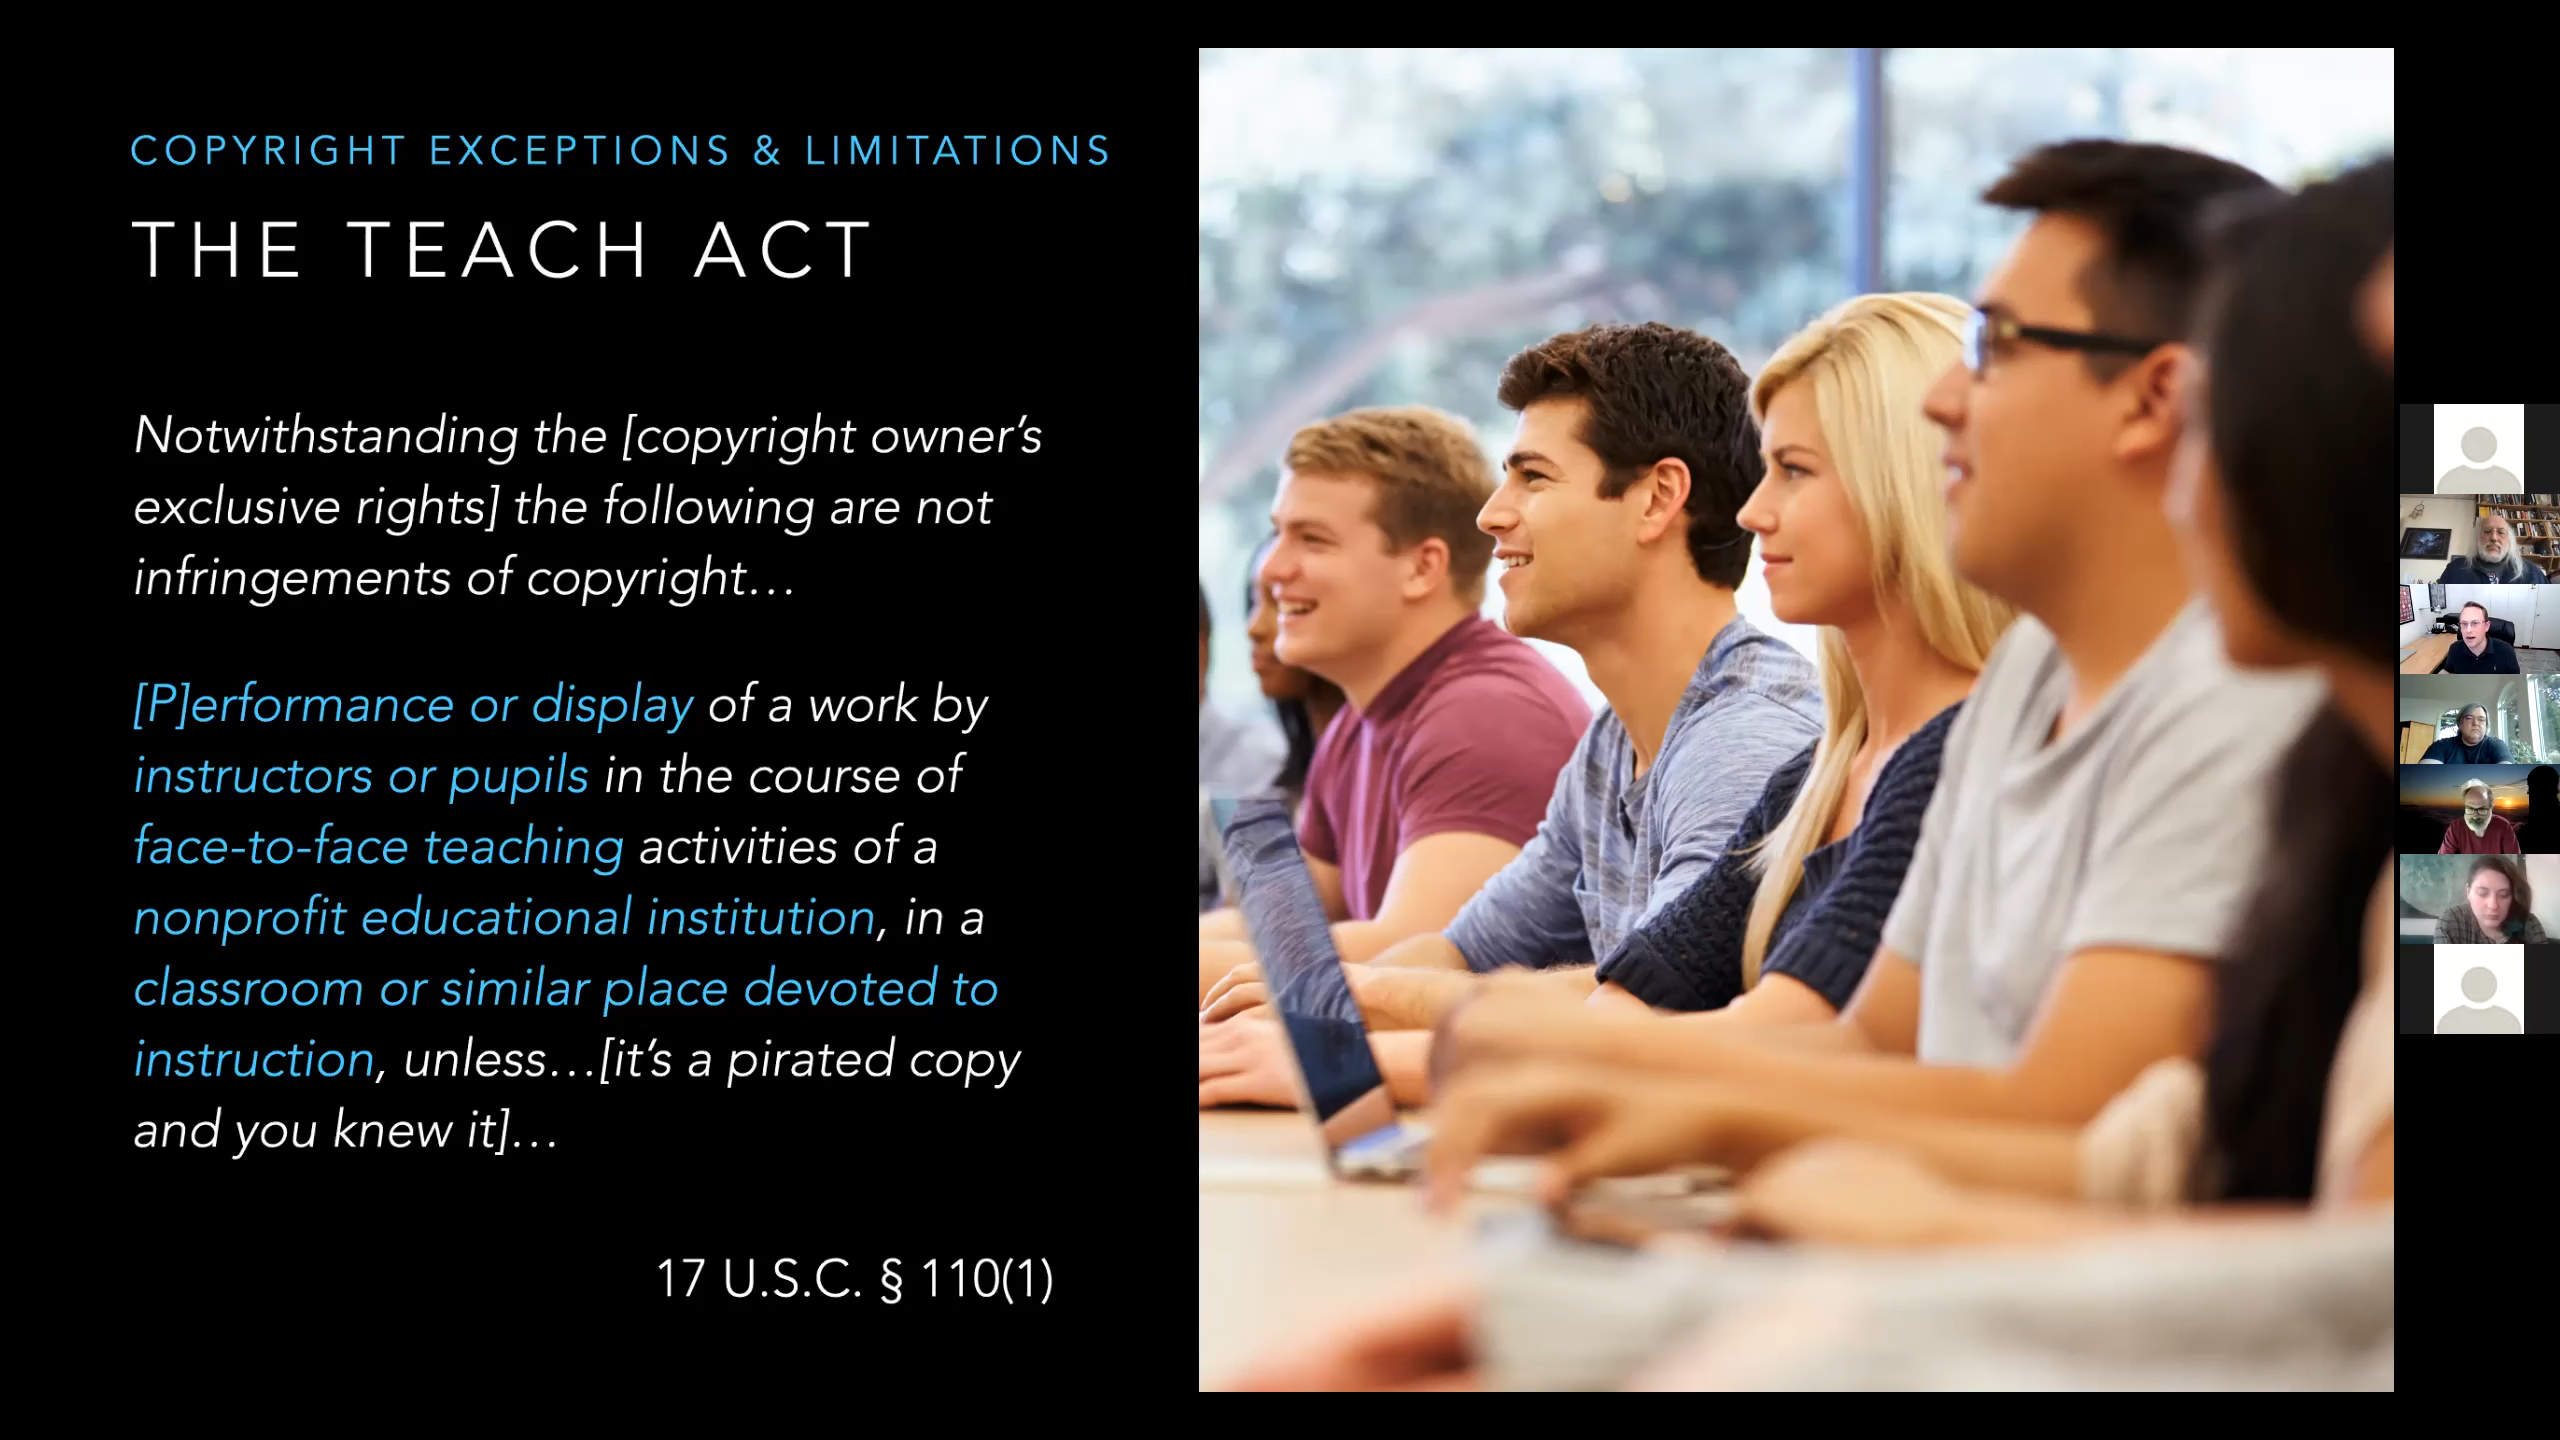 COPYRIGHT EXCEPTIONS & LIMITATIONS
THE TEACH ACT
Notwithstanding the [copyright owner’s
exclusive rights] the following are not
infringements of copyright…
[P]erformance or display of a work by
instructors or pupils in the course of
face-to-face teaching activities of a
nonprofit educational institution, in a
classroom or similar place devoted to
instruction, unless…[it’s a pirated copy
and you knew it]…
17 U.S.C. § 110(1)